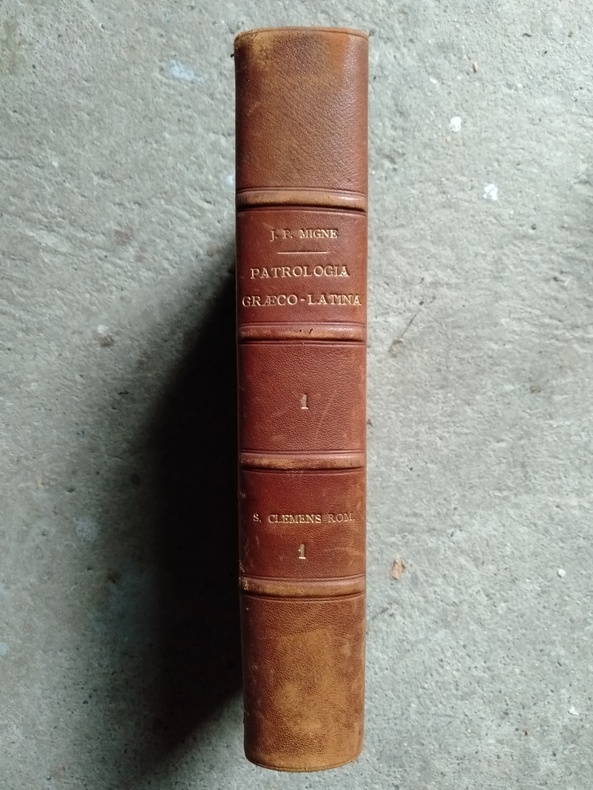 J. P. MIGNE
PATROLOGIA
GRÆCO-LATINA
1
S. CLEMENS ROM.
1